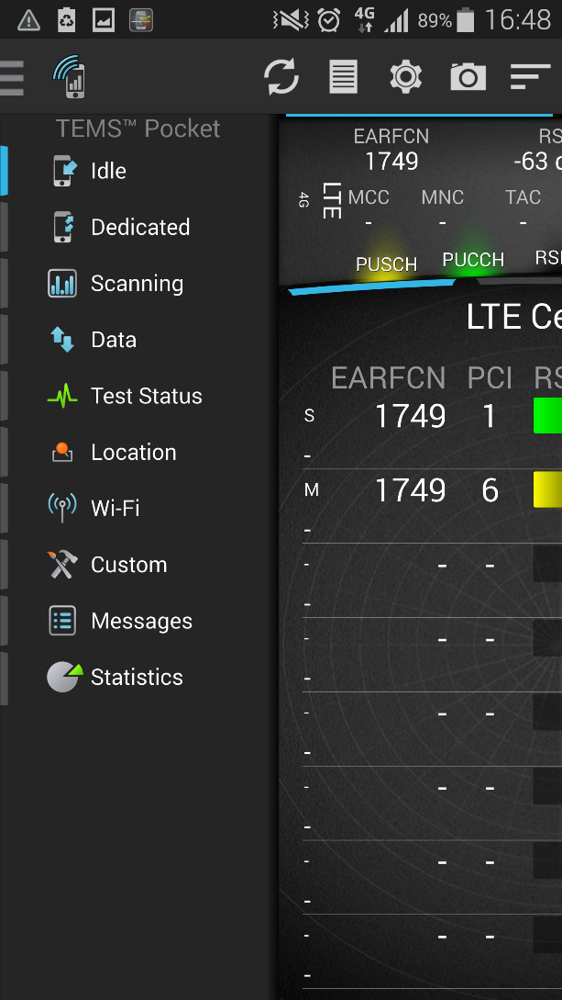 4G 89% 16:48
TEMS™ Pocket
Idle
Dedicated
Scanning
Data
Test Status
Location
Wi-Fi
Custom
Messages
Statistics
EARFCN RS
1749 -63 d
4G LTE MCC MNC TAC
- - -
PUSCH PUCCH RSI
LTE Ce
EARFCN PCI RS
S 1749 1
-
M 1749 6
-
- - -
-
- - -
-
- - -
-
- - -
-
- - -
-
- - -
-